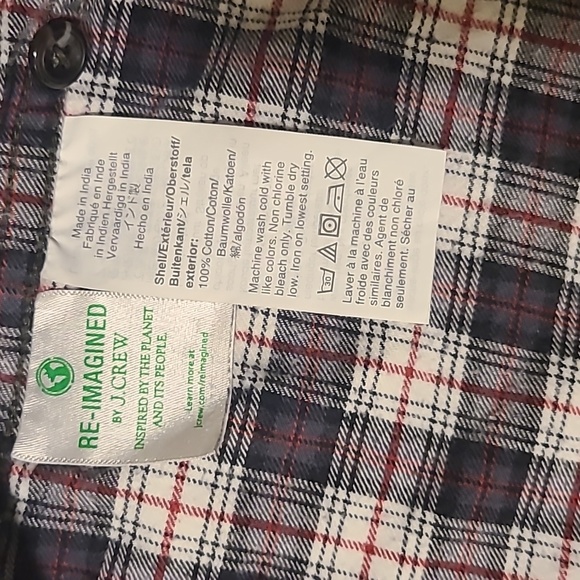 Made in India
Fabriqué en Inde
In Indien Hergestellt
Vervaardigd in India
インド製
Hecho en India
Shell/Extérieur/Oberstoff/
Buitenkant/シェル/tela
exterior:
100% Cotton/Coton/
Baumwolle/Katoen/
綿/algodón
Machine wash cold with
like colors. Non chlorine
bleach only. Tumble dry
low. Iron on lowest setting.
30
Laver à la machine à l'eau
froide avec des couleurs
similaires. Agent de
blanchiment non chloré
seulement. Sécher au
RE-IMAGINED
BY J.CREW
INSPIRED BY THE PLANET
AND ITS PEOPLE.
Learn more at
jcrew.com/reimagined